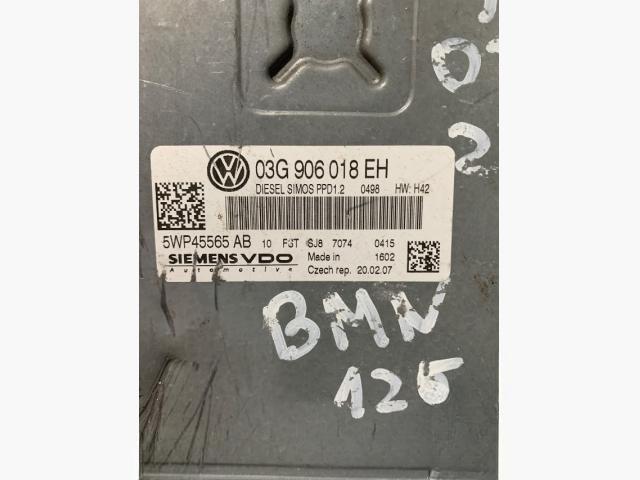 03G 906 018 EH
DIESEL SIMOS PPD1.2 0498 HW: H42
5WP45565 AB 10 FST SJ8 7074 0415
SIEMENS VDO Made in 1602
Automotive Czech rep. 20.02.07
BMN
126